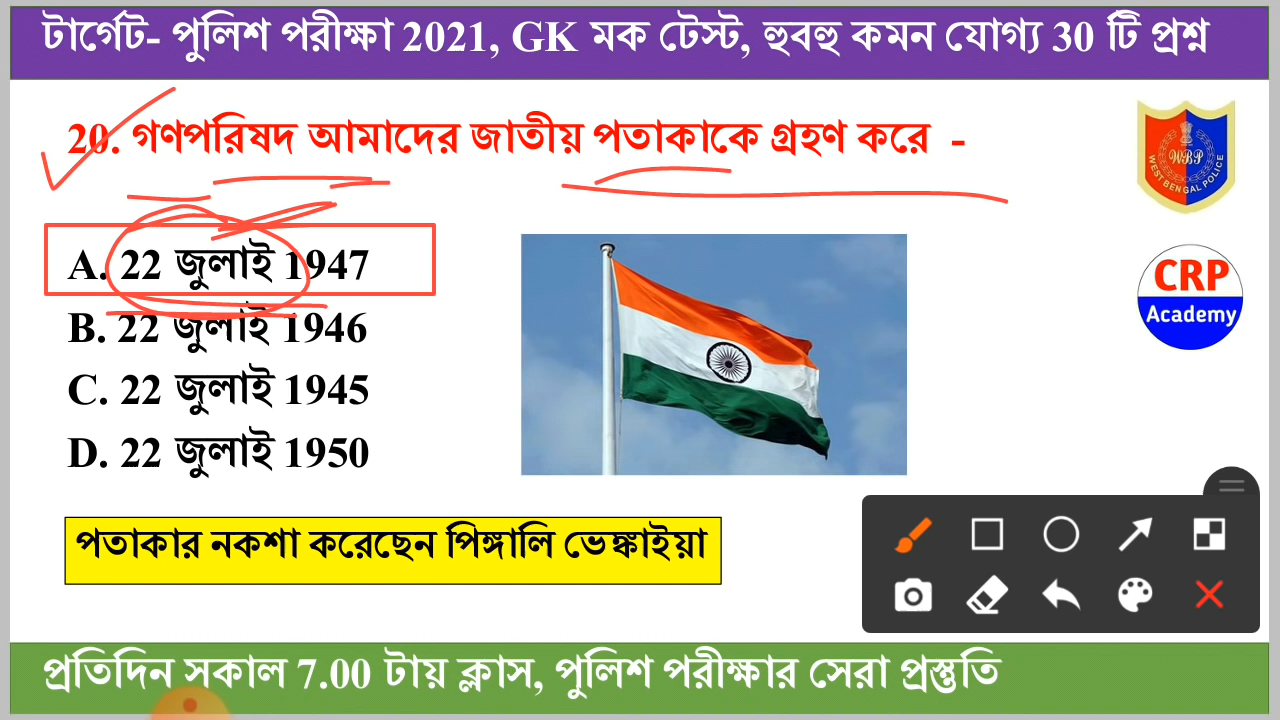 টার্গেট- পুলিশ পরীক্ষা 2021, GK মক টেস্ট, হুবহু কমন যোগ্য 30 টি প্রশ্ন
20. গণপরিষদ আমাদের জাতীয় পতাকাকে গ্রহণ করে -
A. 22 জুলাই 1947
B. 22 জুলাই 1946
C. 22 জুলাই 1945
D. 22 জুলাই 1950
WBP
WEST BENGAL POLICE
CRP
Academy
পতাকার নকশা করেছেন পিঙ্গালি ভেঙ্কাইয়া
প্রতিদিন সকাল 7.00 টায় ক্লাস, পুলিশ পরীক্ষার সেরা প্রস্তুতি